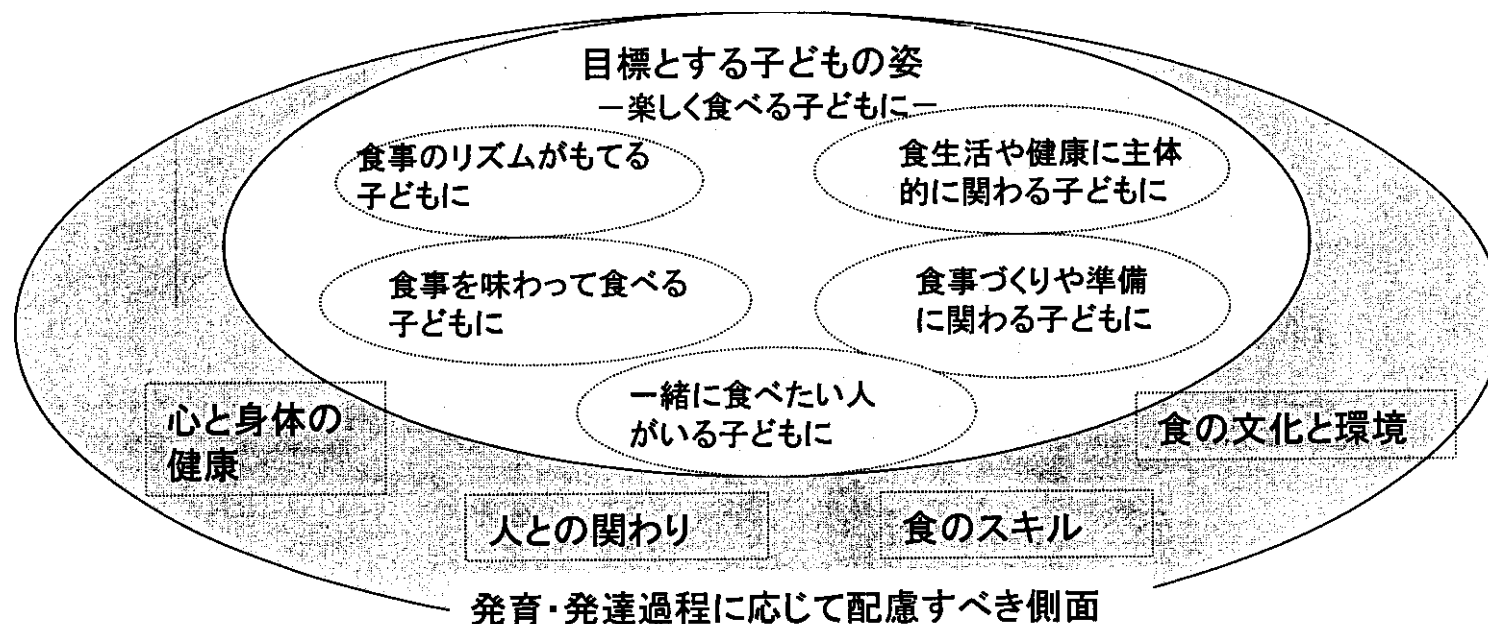 目標とする子どもの姿
－楽しく食べる子どもに－
食事のリズムがもてる
子どもに
食生活や健康に主体
的に関わる子どもに
食事を味わって食べる
子どもに
食事づくりや準備
に関わる子どもに
一緒に食べたい人
がいる子どもに
心と身体の
健康
食の文化と環境
人との関わり
食のスキル
発育・発達過程に応じて配慮すべき側面